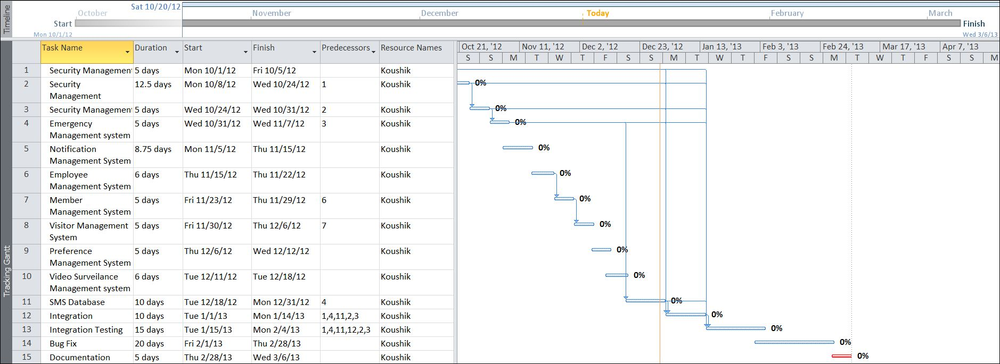 Timeline
Sat 10/20/12
October November December Today February March
Start Finish
Mon 10/1/12 Wed 3/6/13
Tracking Gantt
Task Name Duration Start Finish Predecessors Resource Names
Oct 21, '12 Nov 11, '12 Dec 2, '12 Dec 23, '12 Jan 13, '13 Feb 3, '13 Feb 24, '13 Mar 17, '13 Apr 7, '13
S S M T W T F S S M T W T F S S M W T F S S M
1 Security Management 5 days Mon 10/1/12 Fri 10/5/12 Koushik
2 Security 12.5 days Mon 10/8/12 Wed 10/24/12 1 Koushik 0%
Management
3 Security Management 5 days Wed 10/24/12 Wed 10/31/12 2 Koushik 0%
4 Emergency 5 days Wed 10/31/12 Wed 11/7/12 3 Koushik 0%
Management system
5 Notification 8.75 days Mon 11/5/12 Thu 11/15/12 Koushik 0%
Management System
6 Employee 6 days Thu 11/15/12 Thu 11/22/12 Koushik 0%
Management System
7 Member 5 days Fri 11/23/12 Thu 11/29/12 6 Koushik 0%
Management System
8 Visitor Management 5 days Fri 11/30/12 Thu 12/6/12 7 Koushik 0%
System
9 Preference 5 days Thu 12/6/12 Wed 12/12/12 Koushik 0%
Management System
10 Video Surveilance 6 days Tue 12/11/12 Tue 12/18/12 Koushik 0%
Management system
11 SMS Database 10 days Tue 12/18/12 Mon 12/31/12 4 Koushik 0%
12 Integration 10 days Tue 1/1/13 Mon 1/14/13 1,4,11,2,3 Koushik 0%
13 Integration Testing 15 days Tue 1/15/13 Mon 2/4/13 1,4,11,12,2,3 Koushik 0%
14 Bug Fix 20 days Fri 2/1/13 Thu 2/28/13 Koushik 0%
15 Documentation 5 days Thu 2/28/13 Wed 3/6/13 Koushik 0%